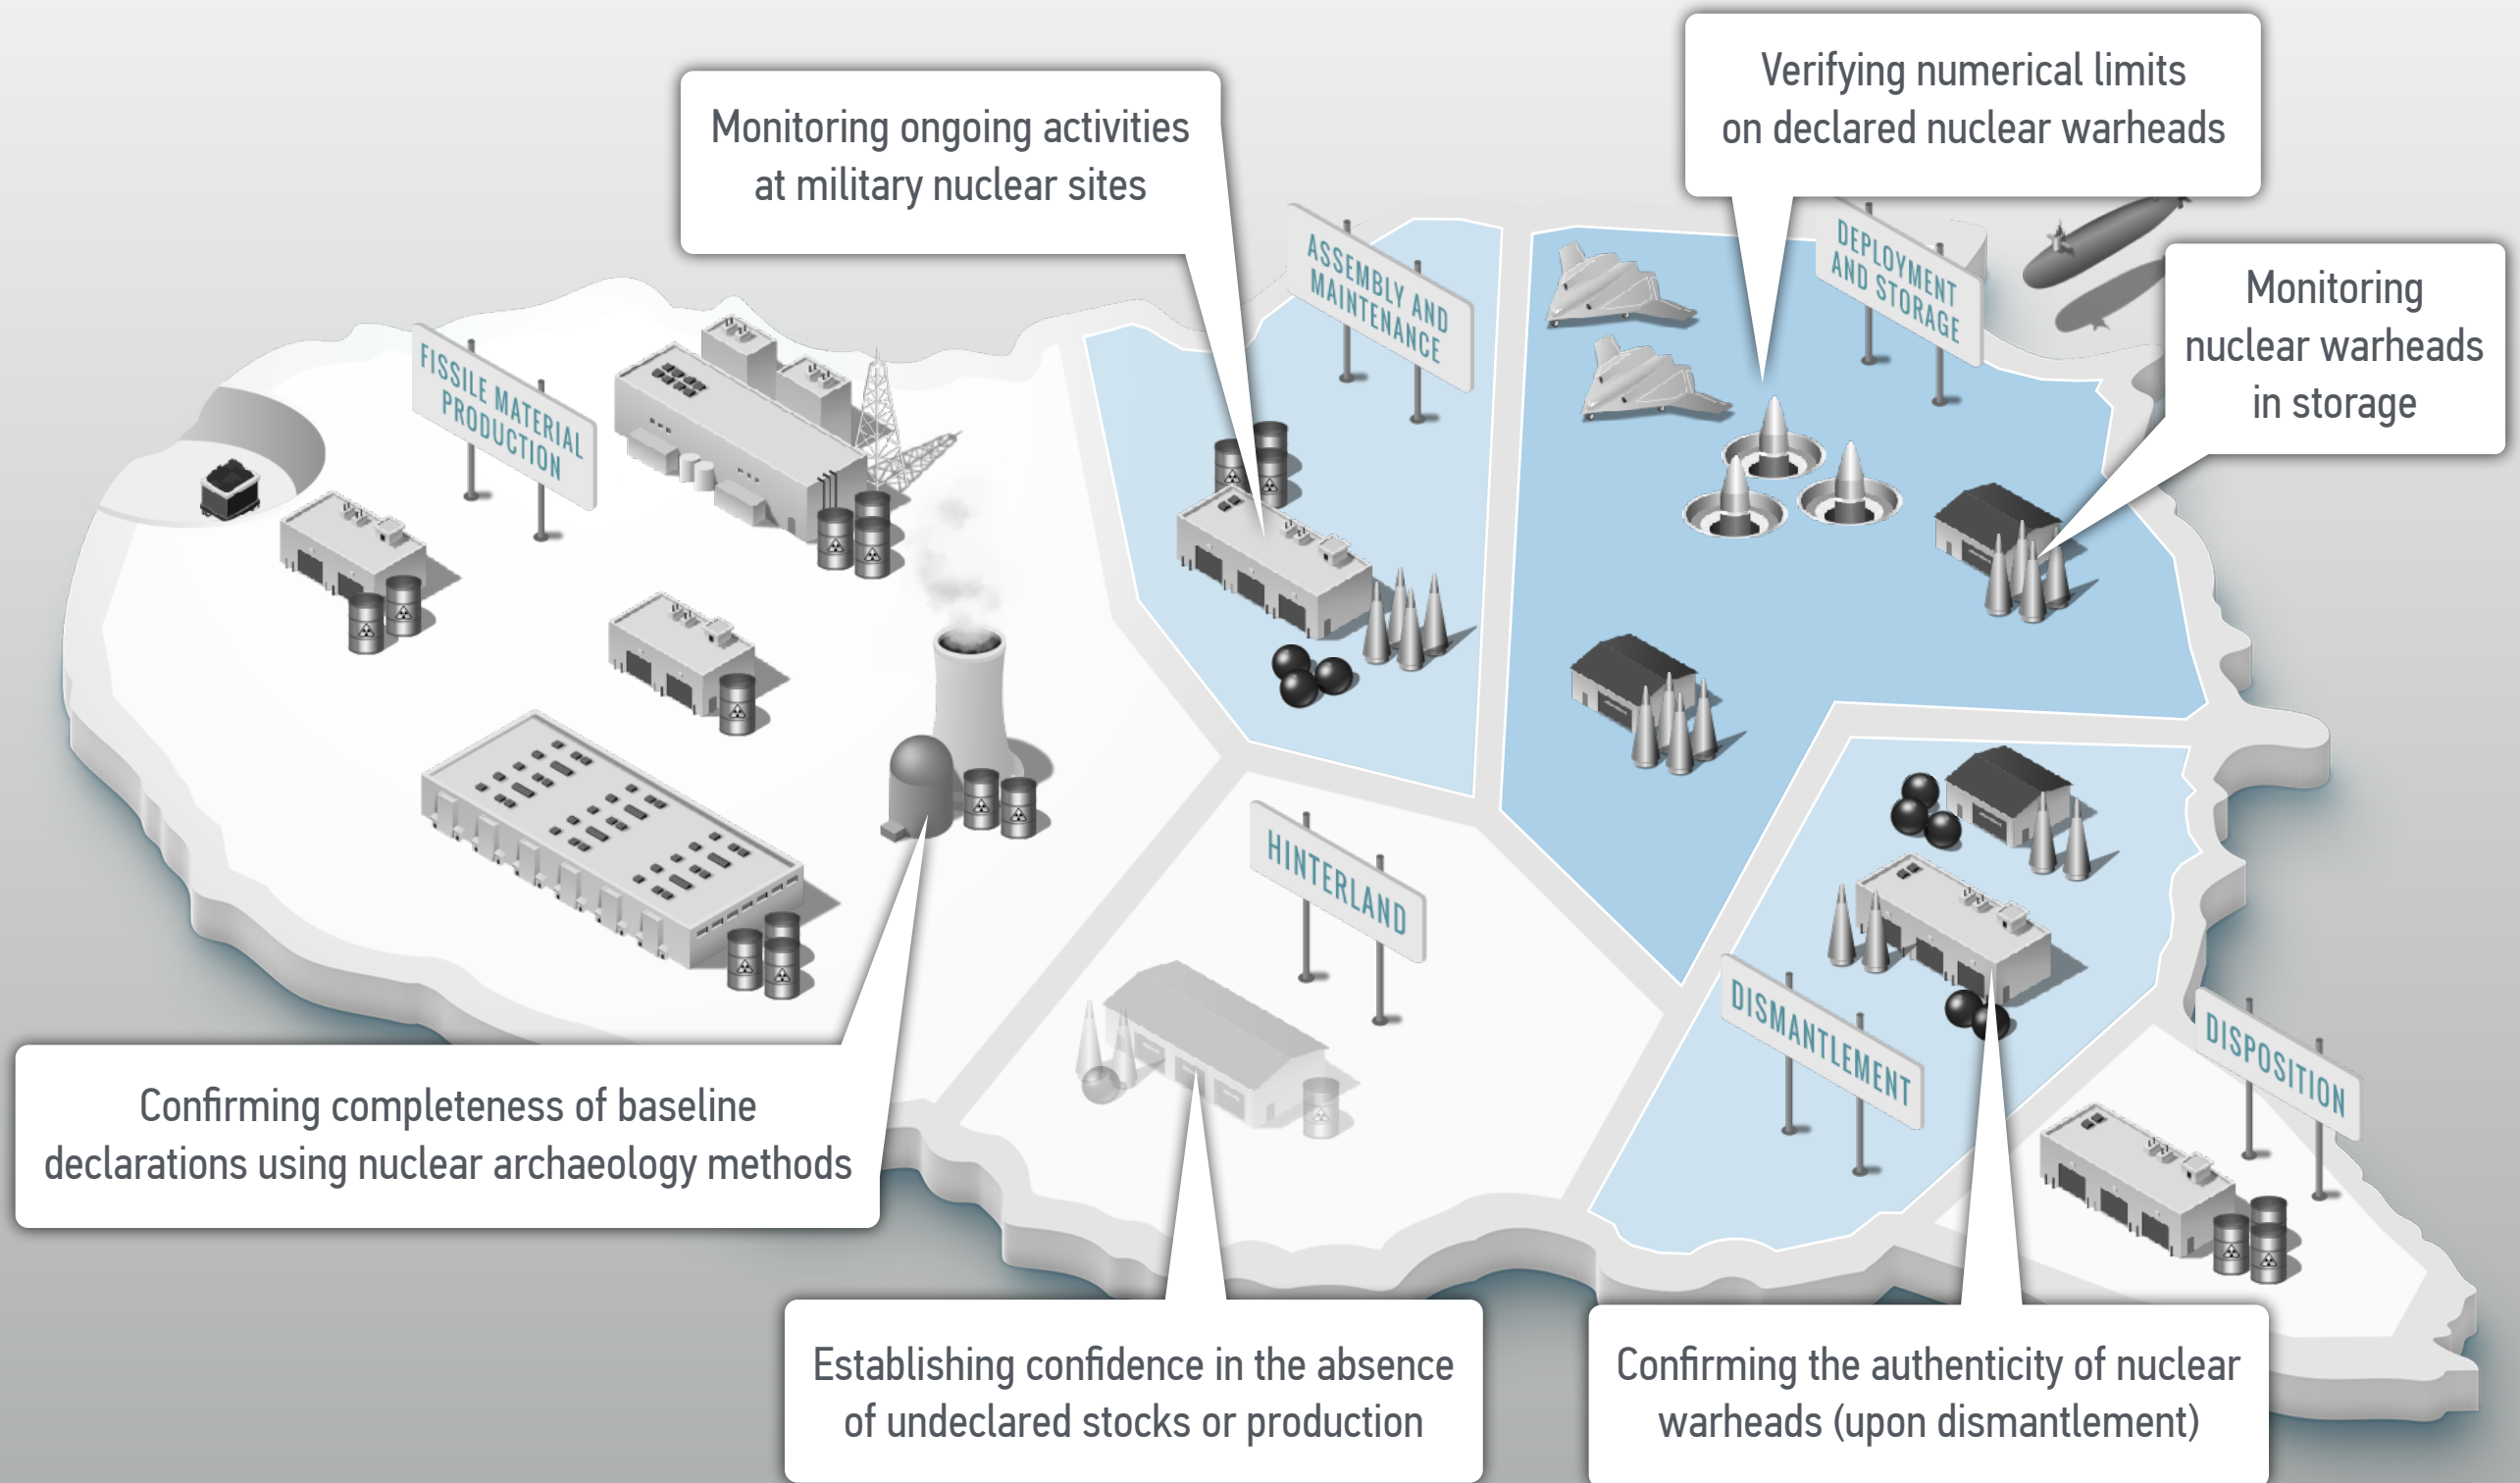 Verifying numerical limits
on declared nuclear warheads
Monitoring ongoing activities
at military nuclear sites
Monitoring
nuclear warheads
in storage
ASSEMBLY AND
MAINTENANCE
DEPLOYMENT
AND STORAGE
FISSILE MATERIAL
PRODUCTION
HINTERLAND
DISMANTLEMENT
DISPOSITION
Confirming completeness of baseline
declarations using nuclear archaeology methods
Establishing confidence in the absence
of undeclared stocks or production
Confirming the authenticity of nuclear
warheads (upon dismantlement)